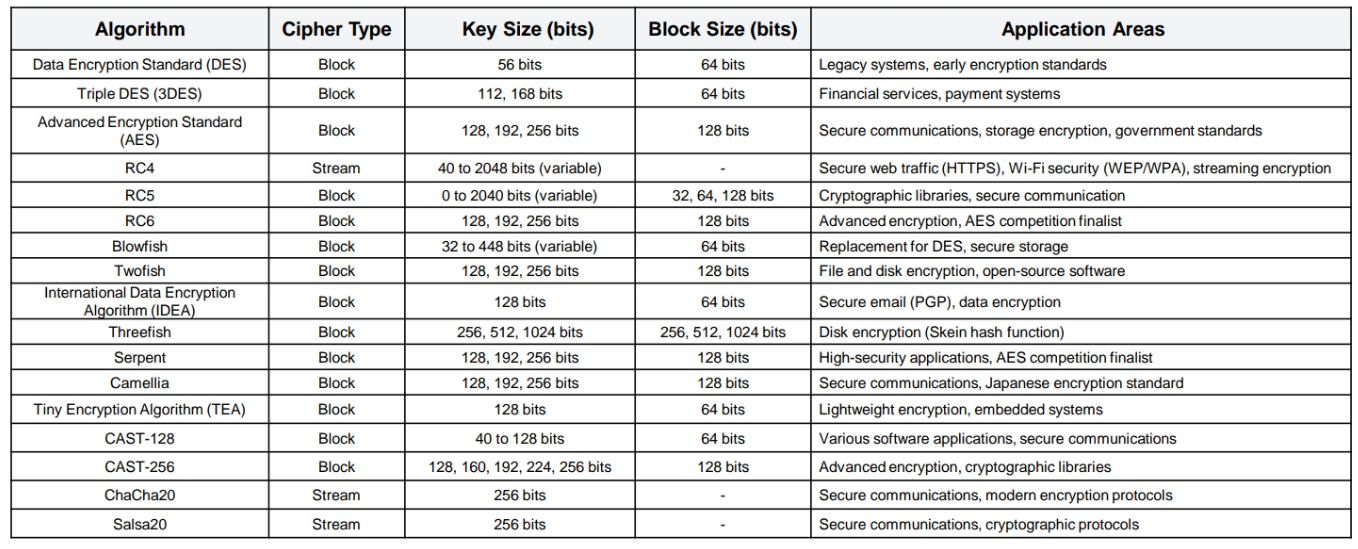 Algorithm Cipher Type Key Size (bits) Block Size (bits) Application Areas
Data Encryption Standard (DES) Block 56 bits 64 bits Legacy systems, early encryption standards
Triple DES (3DES) Block 112, 168 bits 64 bits Financial services, payment systems
Advanced Encryption Standard
(AES) Block 128, 192, 256 bits 128 bits Secure communications, storage encryption, government standards
RC4 Stream 40 to 2048 bits (variable) - Secure web traffic (HTTPS), Wi-Fi security (WEP/WPA), streaming encryption
RC5 Block 0 to 2040 bits (variable) 32, 64, 128 bits Cryptographic libraries, secure communication
RC6 Block 128, 192, 256 bits 128 bits Advanced encryption, AES competition finalist
Blowfish Block 32 to 448 bits (variable) 64 bits Replacement for DES, secure storage
Twofish Block 128, 192, 256 bits 128 bits File and disk encryption, open-source software
International Data Encryption
Algorithm (IDEA) Block 128 bits 64 bits Secure email (PGP), data encryption
Threefish Block 256, 512, 1024 bits 256, 512, 1024 bits Disk encryption (Skein hash function)
Serpent Block 128, 192, 256 bits 128 bits High-security applications, AES competition finalist
Camellia Block 128, 192, 256 bits 128 bits Secure communications, Japanese encryption standard
Tiny Encryption Algorithm (TEA) Block 128 bits 64 bits Lightweight encryption, embedded systems
CAST-128 Block 40 to 128 bits 64 bits Various software applications, secure communications
CAST-256 Block 128, 160, 192, 224, 256 bits 128 bits Advanced encryption, cryptographic libraries
ChaCha20 Stream 256 bits - Secure communications, modern encryption protocols
Salsa20 Stream 256 bits - Secure communications, cryptographic protocols